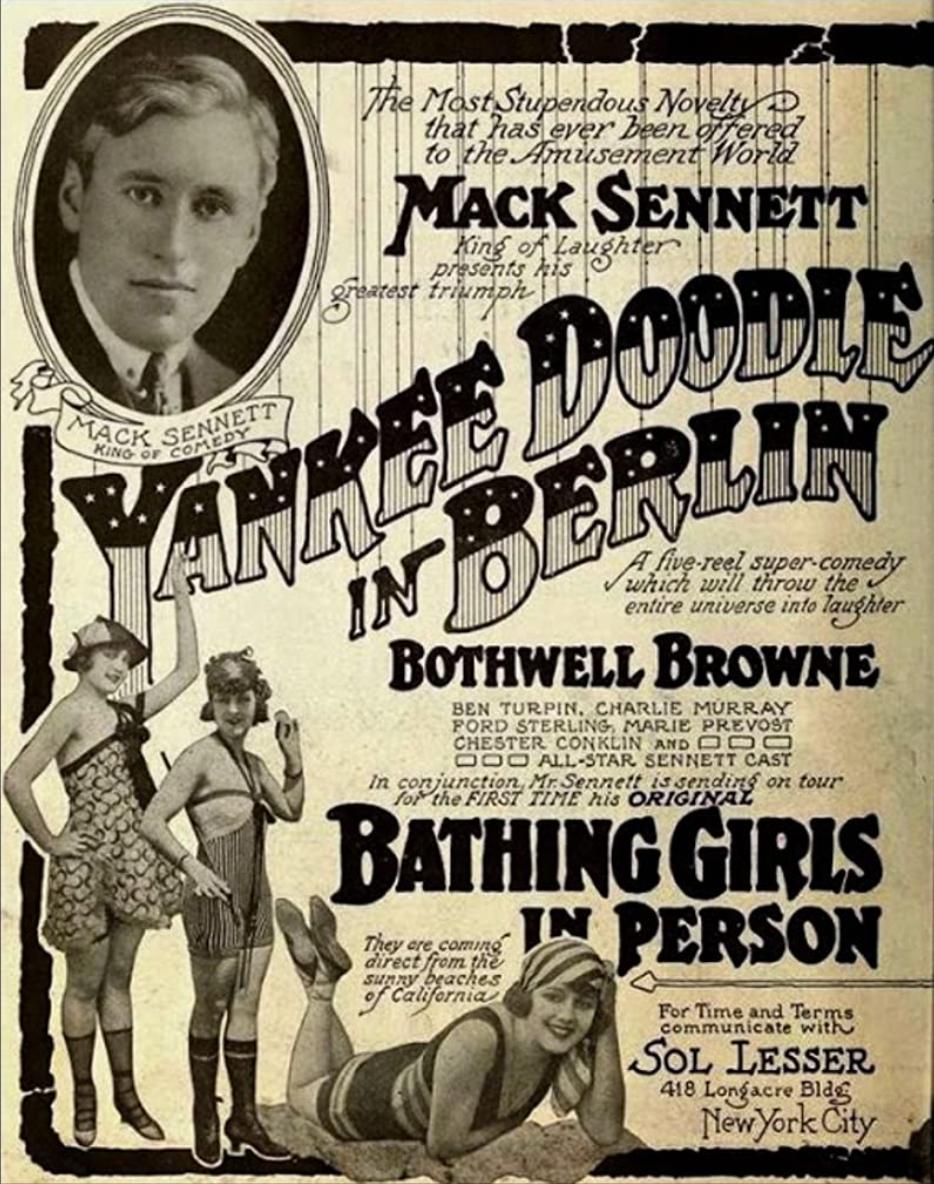 The Most Stupendous Novelty
that has ever been offered
to the Amusement World
MACK SENNETT
King of Laughter
presents his
greatest triumph
MACK SENNETT
KING OF COMEDY
YANKEE DOODLE
IN BERLIN
A five-reel super-comedy
which will throw the
entire universe into laughter
BOTHWELL BROWNE
BEN TURPIN, CHARLIE MURRAY
FORD STERLING, MARIE PREVOST
CHESTER CONKLIN AND
ALL-STAR SENNETT CAST
In conjunction, Mr. Sennett is sending on tour
for the FIRST TIME his ORIGINAL
BATHING GIRLS
IN PERSON
They are coming
direct from the
sunny beaches
of California
For Time and Terms
communicate with
SOL LESSER
418 Longacre Bldg
New York City